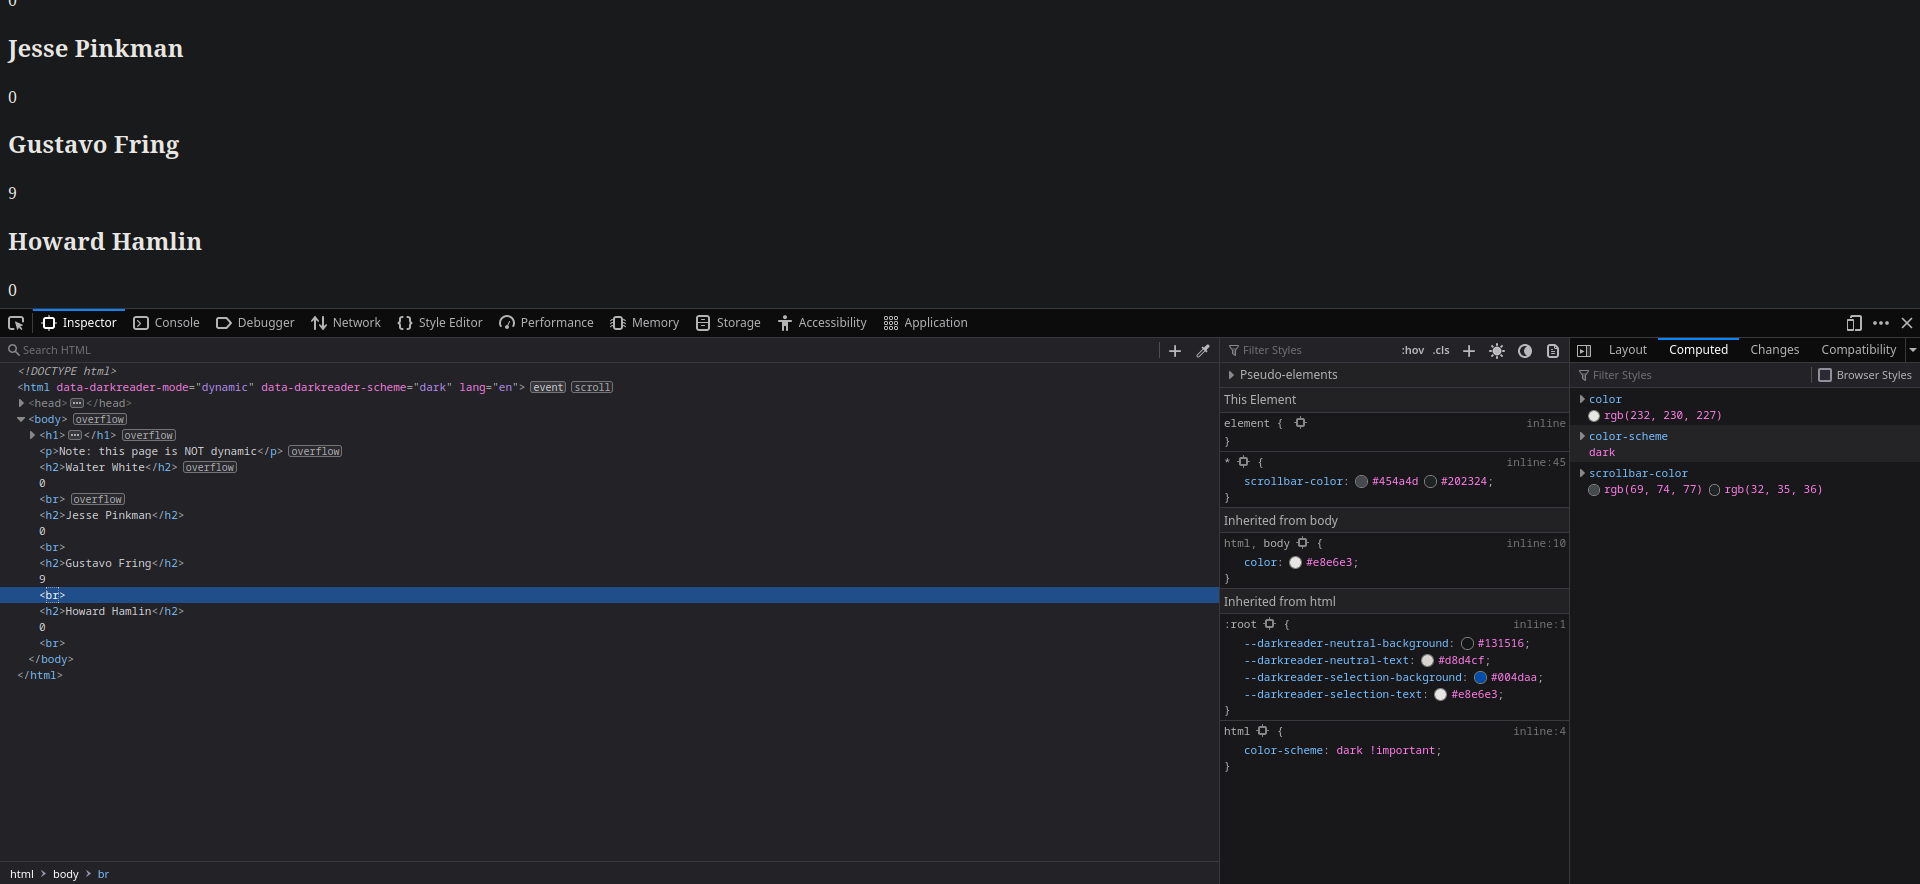 0
Jesse Pinkman
0
Gustavo Fring
9
Howard Hamlin
0
Inspector Console Debugger Network Style Editor Performance Memory Storage Accessibility Application
Search HTML
<!DOCTYPE html>
<html data-darkreader-mode="dynamic" data-darkreader-scheme="dark" lang="en"> event scroll
<head> ••• </head>
<body> overflow
<h1> ••• </h1> overflow
<p>Note: this page is NOT dynamic</p> overflow
<h2>Walter White</h2> overflow
0
<br> overflow
<h2>Jesse Pinkman</h2>
0
<br>
<h2>Gustavo Fring</h2>
9
<br>
<h2>Howard Hamlin</h2>
0
<br>
</body>
</html>
html > body > br
Filter Styles :hov .cls
Pseudo-elements
This Element
element { inline
}
* { inline:45
scrollbar-color: #454a4d #202324;
}
Inherited from body
html, body { inline:10
color: #e8e6e3;
}
Inherited from html
:root { inline:1
--darkreader-neutral-background: #131516;
--darkreader-neutral-text: #d8d4cf;
--darkreader-selection-background: #004daa;
--darkreader-selection-text: #e8e6e3;
}
html { inline:4
color-scheme: dark !important;
}
Layout Computed Changes Compatibility
Filter Styles Browser Styles
color
rgb(232, 230, 227)
color-scheme
dark
scrollbar-color
rgb(69, 74, 77) rgb(32, 35, 36)